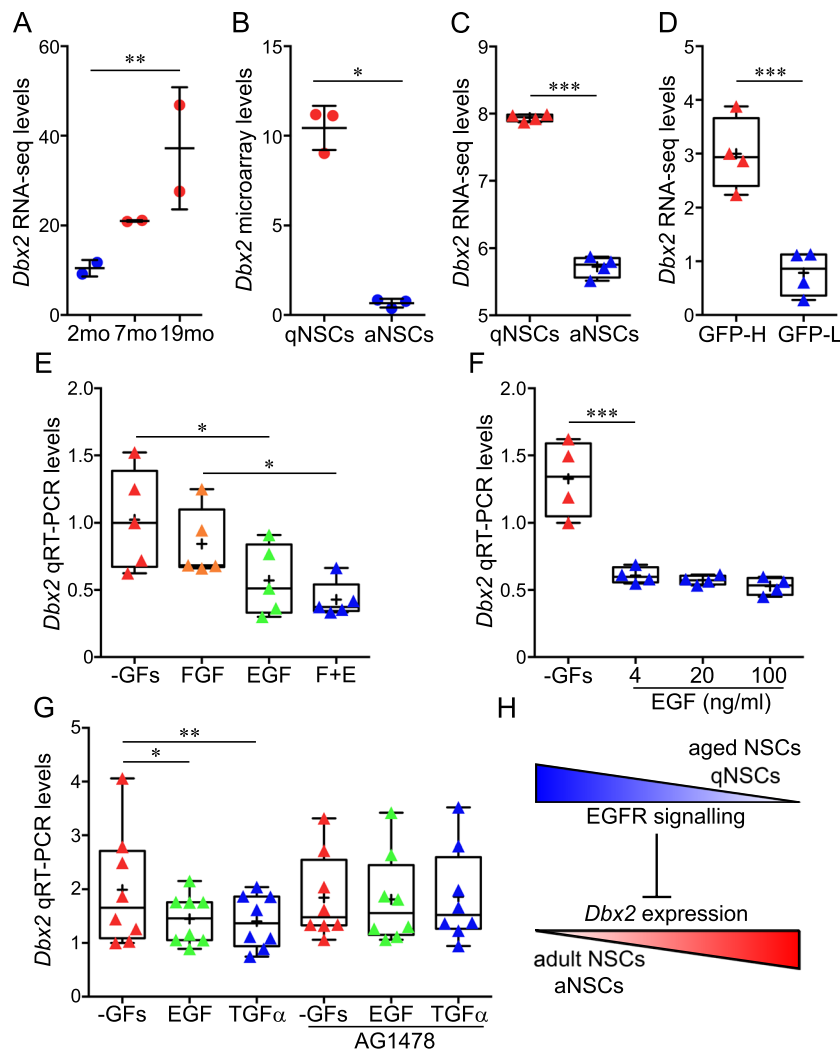 A
Dbx2 RNA-seq levels
60
40
20
0
**
2mo 7mo 19mo
B
Dbx2 microarray levels
15
10
5
0
*
qNSCs aNSCs
C
Dbx2 RNA-seq levels
9
8
7
6
5
***
qNSCs aNSCs
D
Dbx2 RNA-seq levels
5
4
3
2
1
0
***
GFP-H GFP-L
E
Dbx2 qRT-PCR levels
2.0
1.5
1.0
0.5
0
*
*
-GFs FGF EGF F+E
F
Dbx2 qRT-PCR levels
2.0
1.5
1.0
0.5
0
***
-GFs 4 20 100
EGF (ng/ml)
G
Dbx2 qRT-PCR levels
5
4
3
2
1
0
**
*
-GFs EGF TGFα -GFs EGF TGFα
AG1478
H
aged NSCs
qNSCs
EGFR signalling
Dbx2 expression
adult NSCs
aNSCs